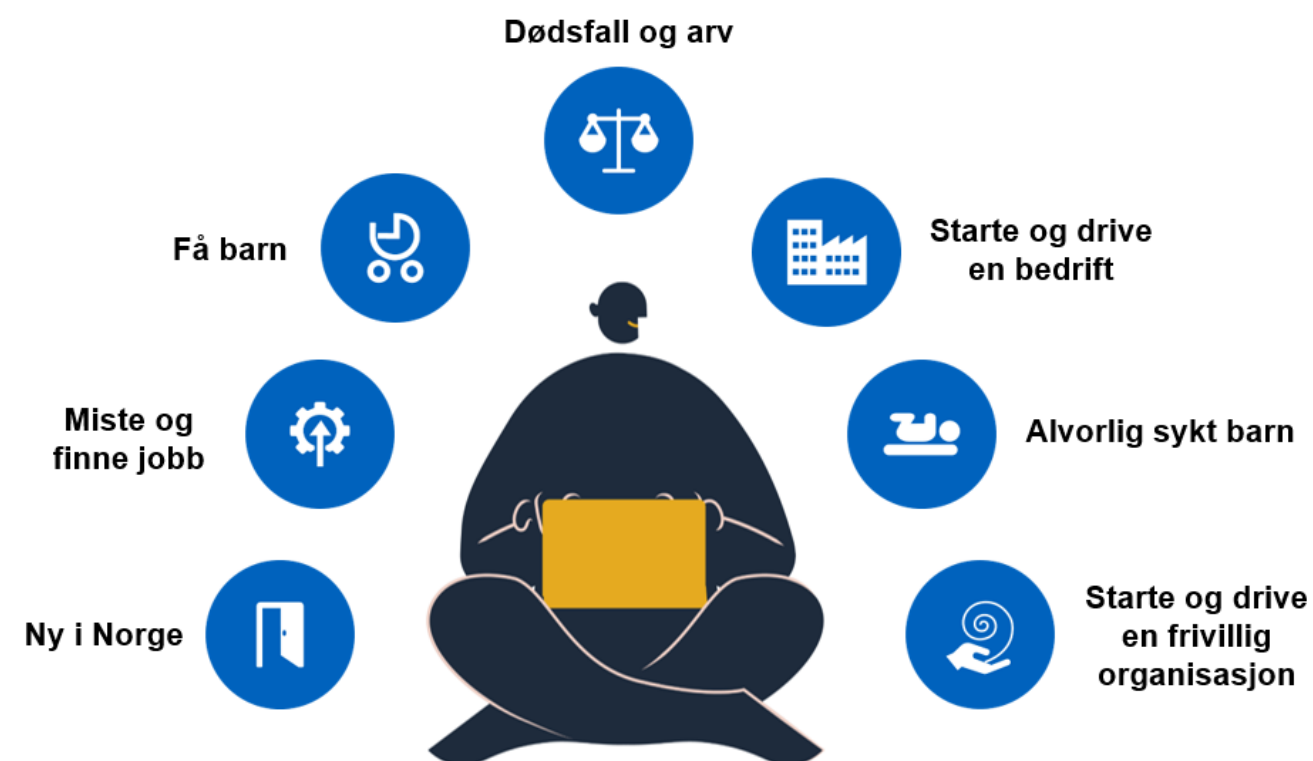 Dødsfall og arv
Få barn
Starte og drive
en bedrift
Miste og
finne jobb
Alvorlig sykt barn
Ny i Norge
Starte og drive
en frivillig
organisasjon